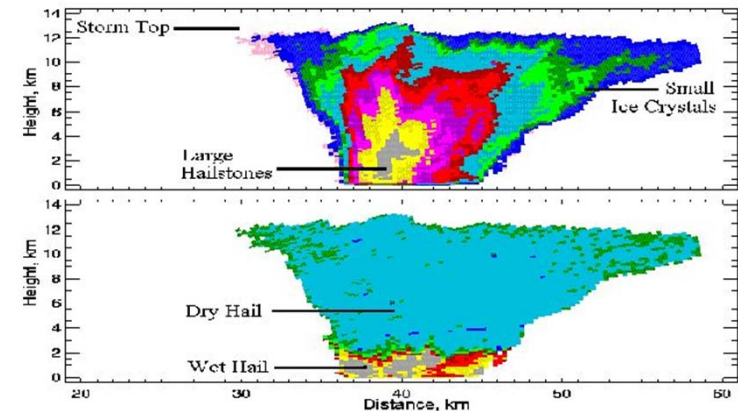 14
12
10
8
6
4
2
0
Height, km
Storm Top
Small
Ice Crystals
Large
Hailstones
14
12
10
8
6
4
2
0
Height, km
Dry Hail
Wet Hail
20
30
40
50
60
Distance, km